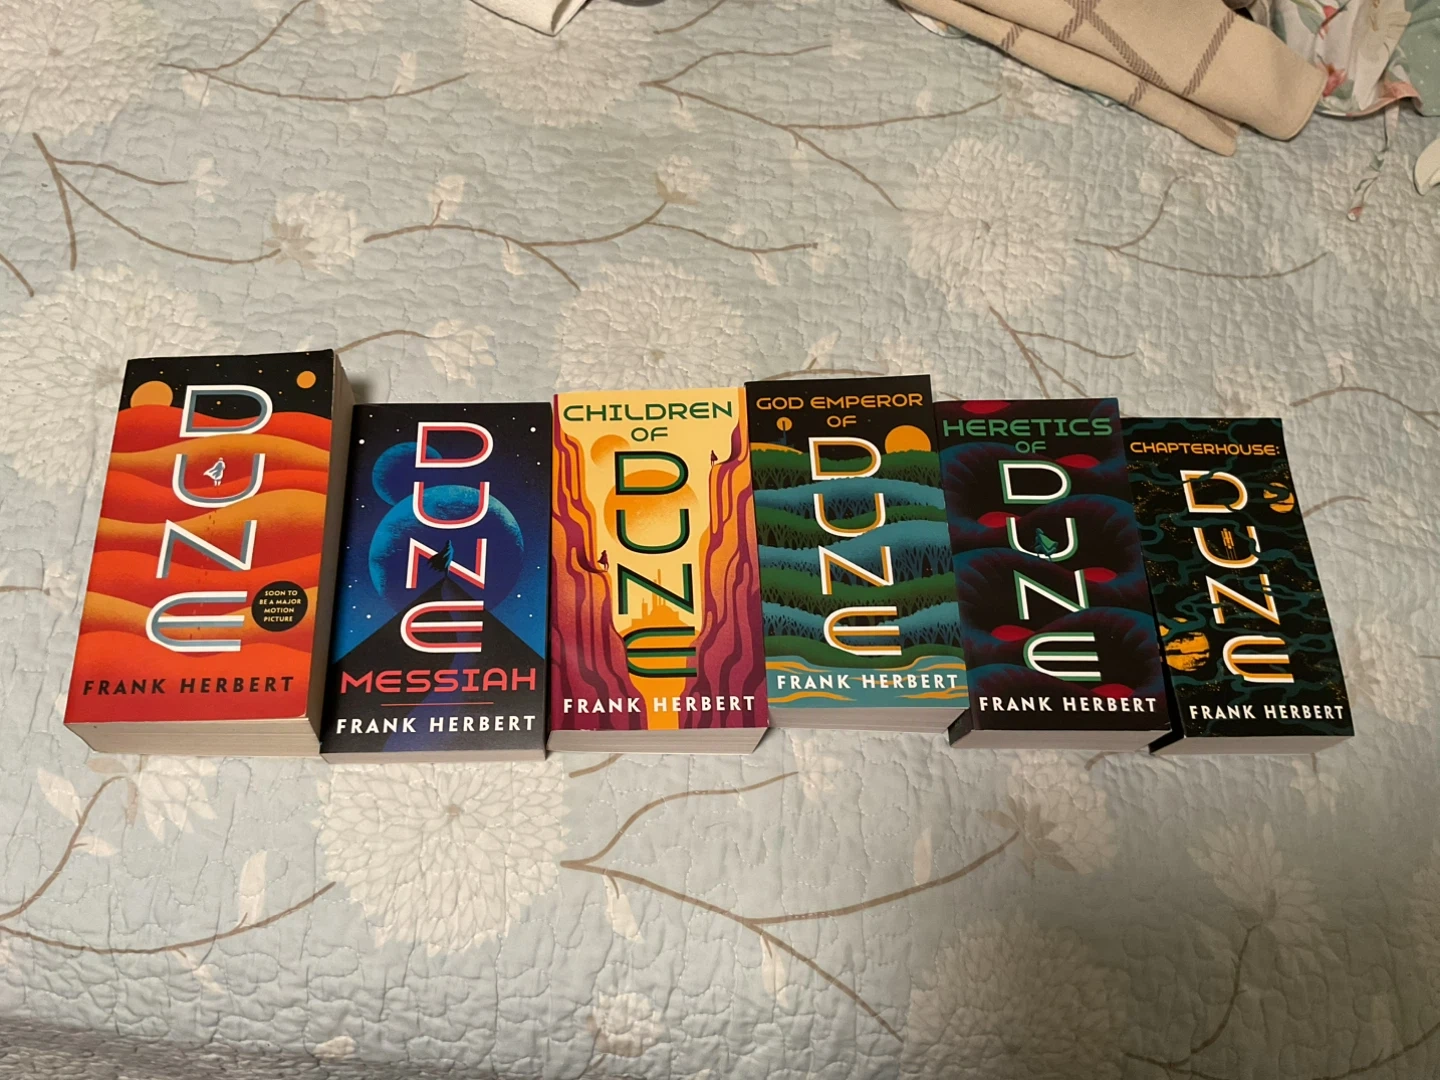 DUNE
SOON TO
BE A MAJOR
MOTION
PICTURE
FRANK HERBERT
DUNE
MESSIAH
FRANK HERBERT
CHILDREN
OF
DUNE
FRANK HERBERT
GOD EMPEROR
OF
DUNE
FRANK HERBERT
HERETICS
OF
DUNE
FRANK HERBERT
CHAPTERHOUSE:
DUNE
FRANK HERBERT